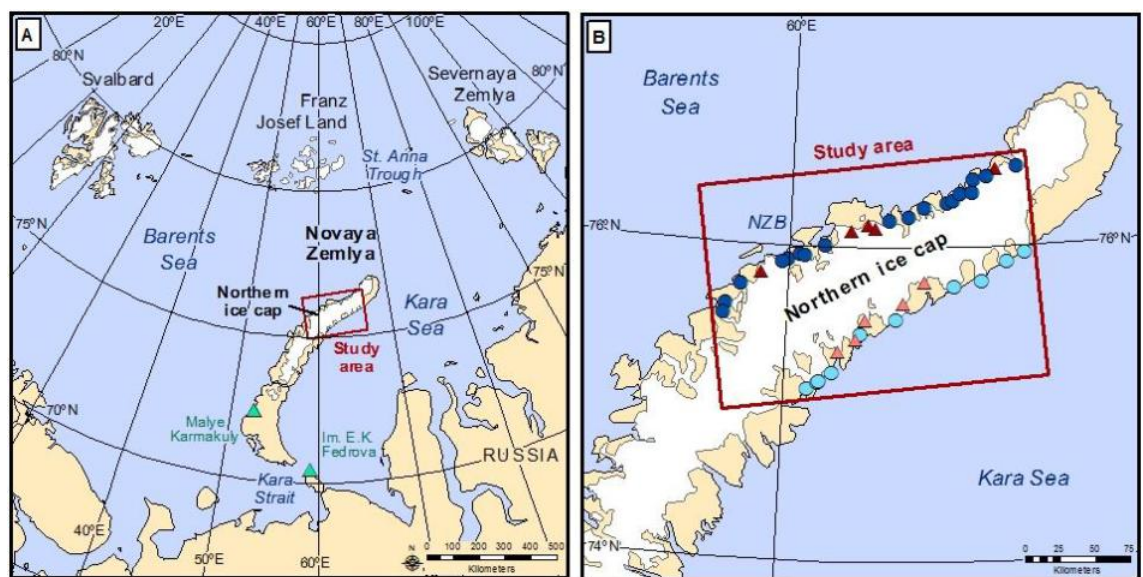 A
20°E
40°E
60°E
80°E
100°E
80°N
Svalbard
Franz
Josef Land
Severnaya
Zemlya
80°N
St. Anna
Trough
75°N
Barents
Sea
Novaya
Zemlya
75°N
Northern
ice cap
Kara
Sea
Study
area
70°N
Malye
Karmakuly
Im. E.K.
Fedrova
RUSSIA
Kara
Strait
70°N
40°E
50°E
60°E
N
0 100 200 300 400 500
Kilometers
B
60°E
Barents
Sea
Study area
NZB
76°N
76°N
Northern ice cap
Kara Sea
74°N
0 25 50 75
Kilometers